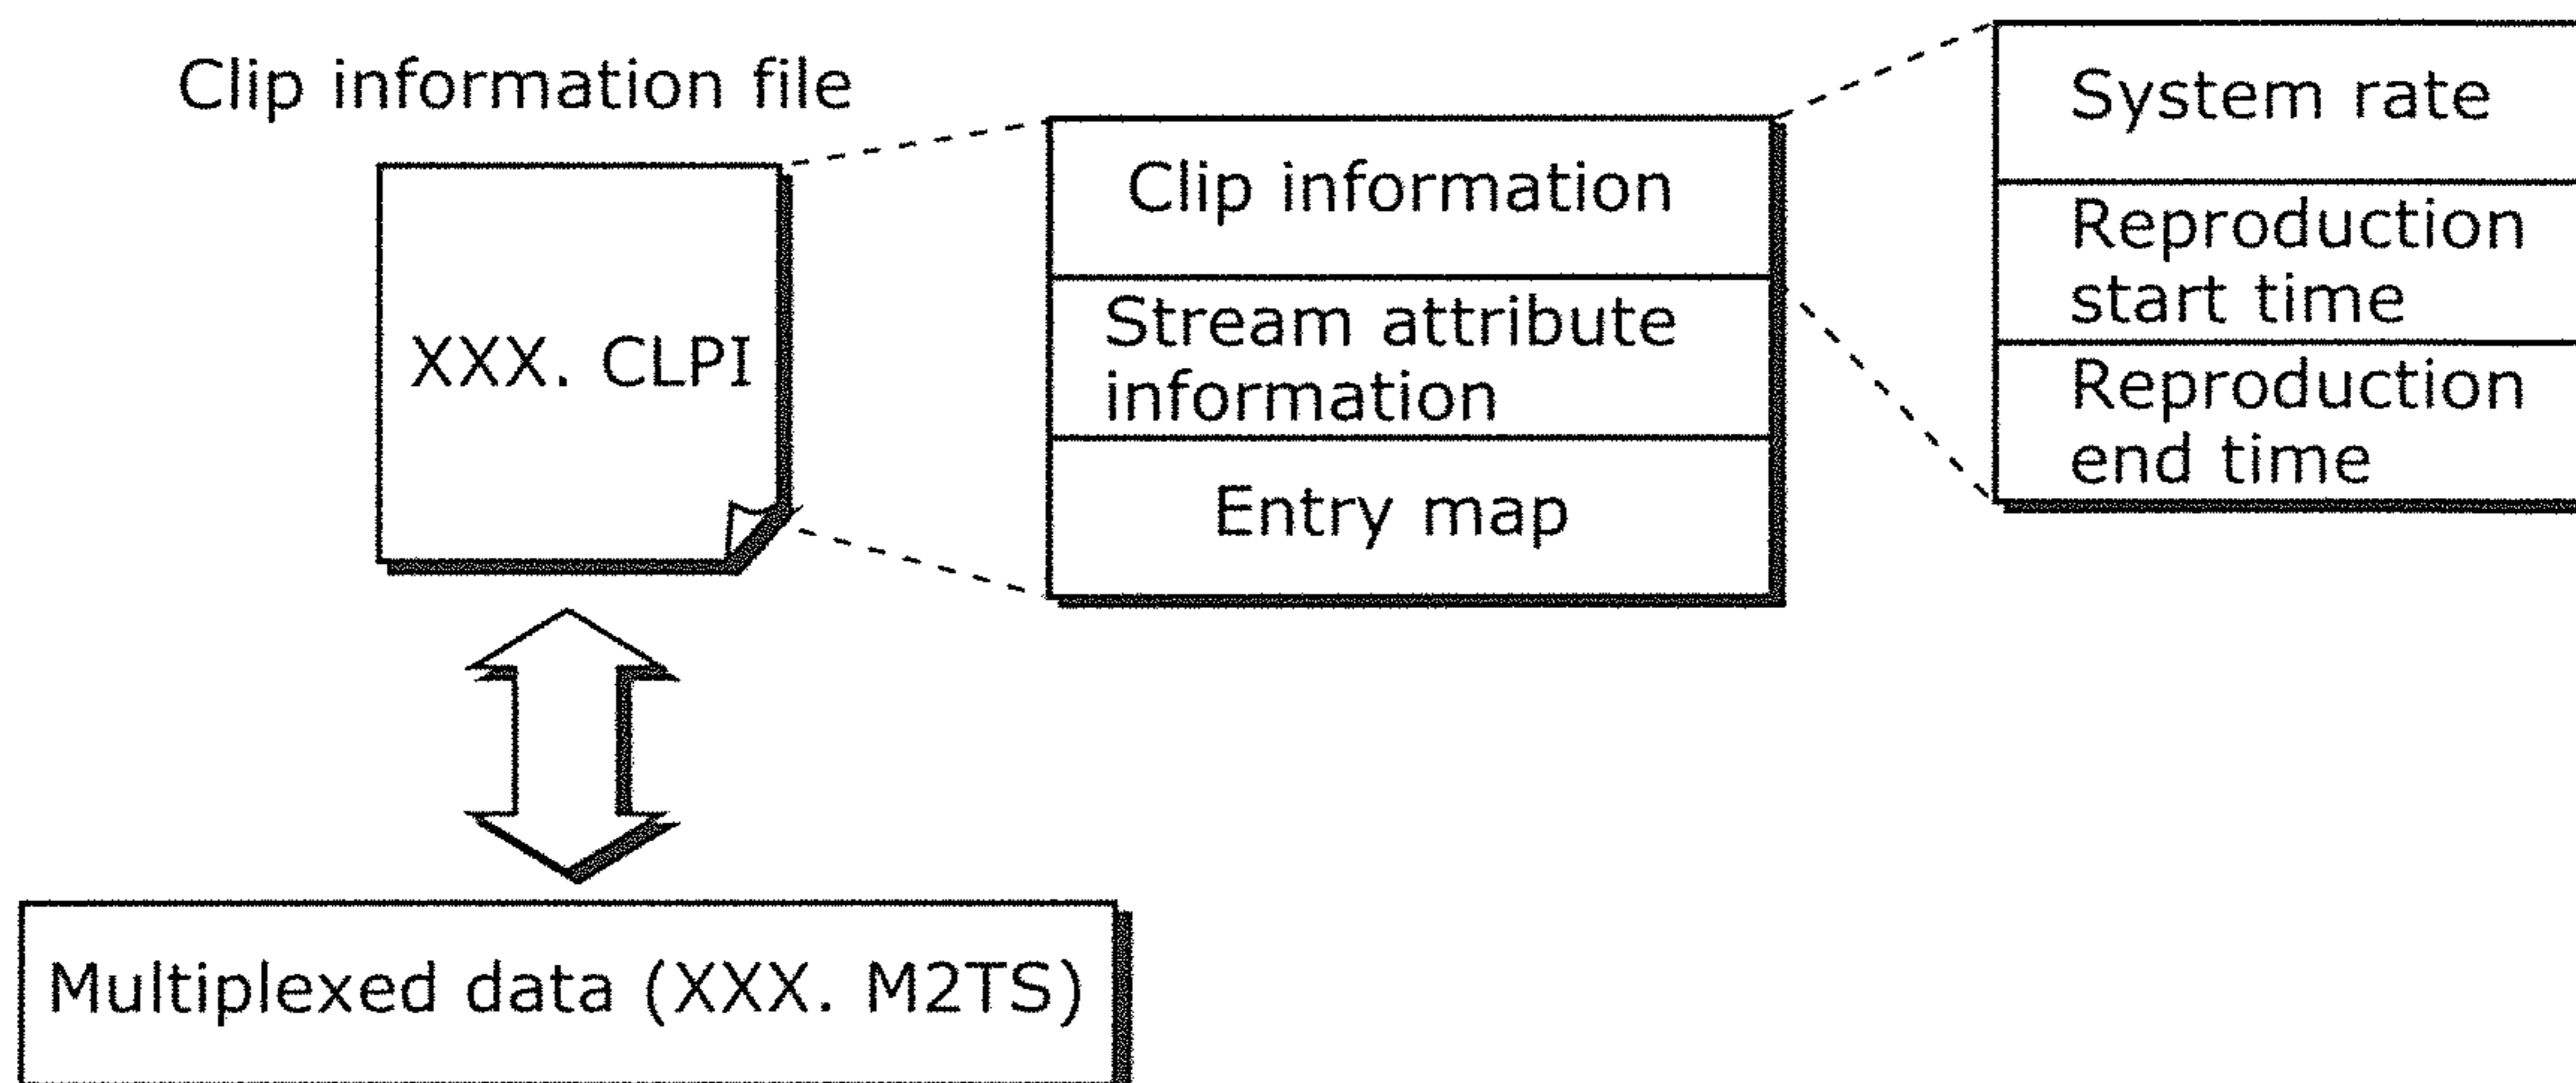 Clip information file
XXX. CLPI
Clip information
Stream attribute
information
Entry map
System rate
Reproduction
start time
Reproduction
end time
Multiplexed data (XXX. M2TS)